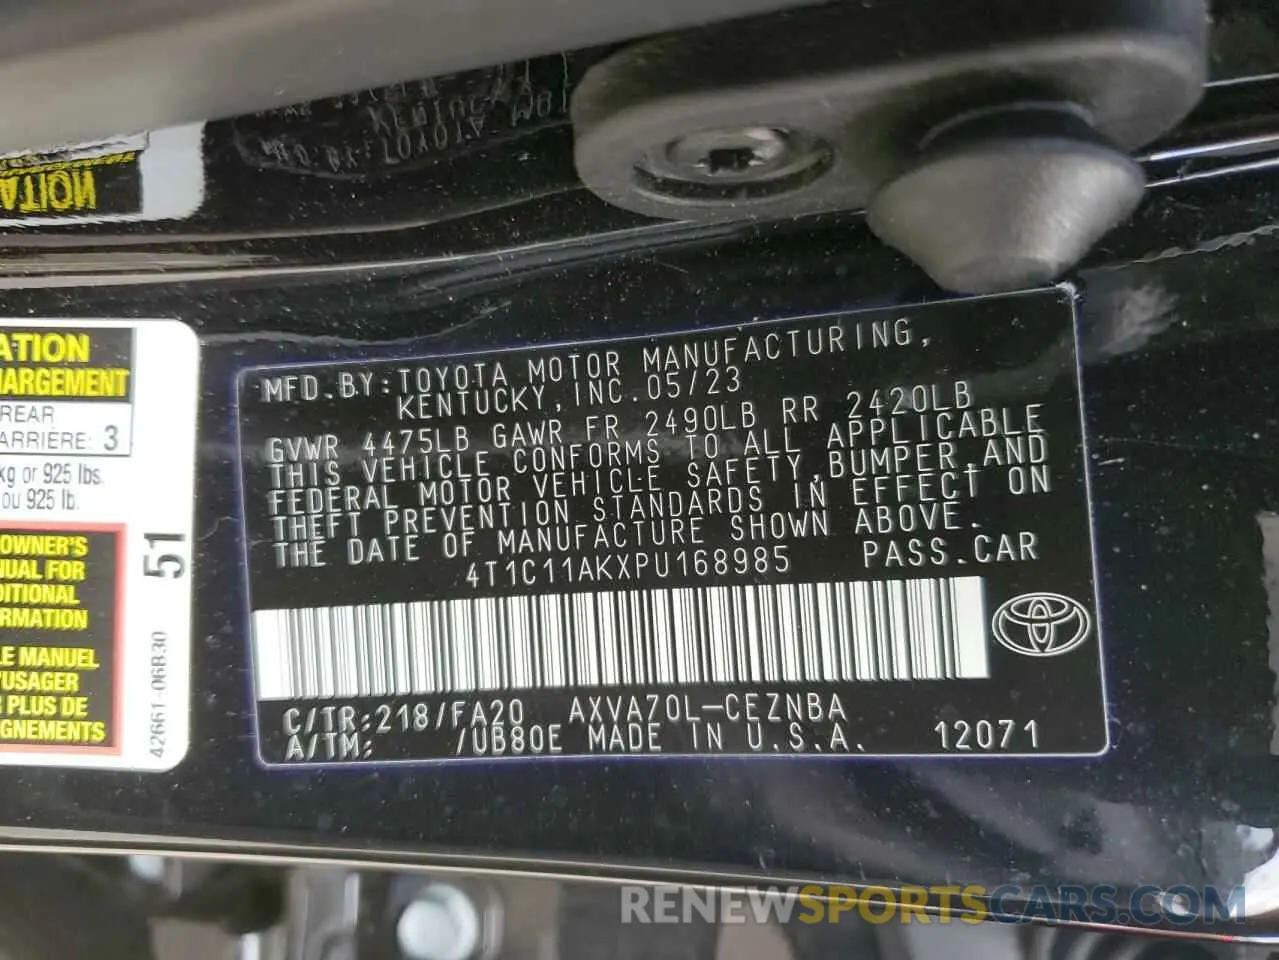 NOITA
ATION
HARGEMENT
REAR
ARRIÈRE: 3
kg or 925 lbs.
ou 925 lb.
OWNER'S
NUAL FOR
DITIONAL
RMATION
LE MANUEL
'USAGER
R PLUS DE
IGNEMENTS
51
42661-06B30
MFD.BY:TOYOTA MOTOR MANUFACTURING,
KENTUCKY,INC.05/23
GVWR 4475LB GAWR FR 2490LB RR 2420LB
THIS VEHICLE CONFORMS TO ALL APPLICABLE
FEDERAL MOTOR VEHICLE SAFETY,BUMPER,AND
THEFT PREVENTION STANDARDS IN EFFECT ON
THE DATE OF MANUFACTURE SHOWN ABOVE.
4T1C11AKXPU168985 PASS.CAR
C/TR:218/FA20 AXVA70L-CEZNBA
A/TM: /UB80E MADE IN U.S.A. 12071
RENEWSPORTSCARS.COM